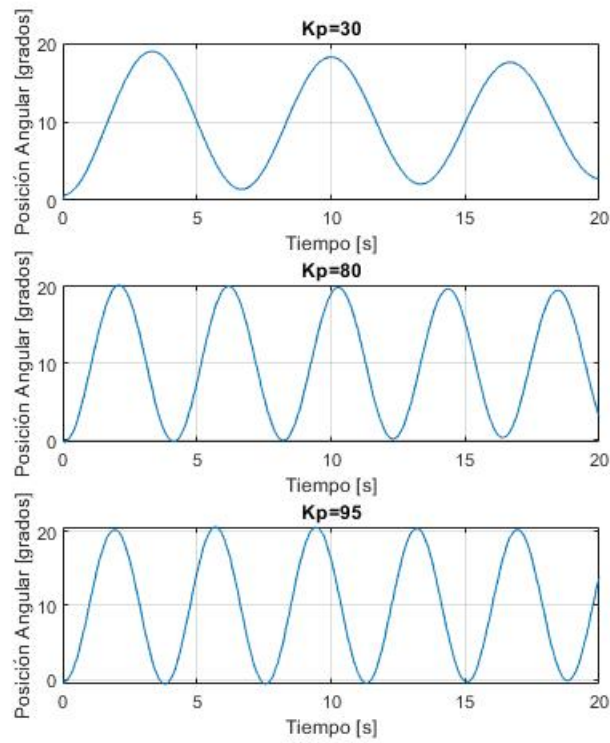 Kp=30
Posición Angular [grados]
20
10
0
0 5 10 15 20
Tiempo [s]
Kp=80
Posición Angular [grados]
20
10
0
0 5 10 15 20
Tiempo [s]
Kp=95
Posición Angular [grados]
20
10
0
0 5 10 15 20
Tiempo [s]